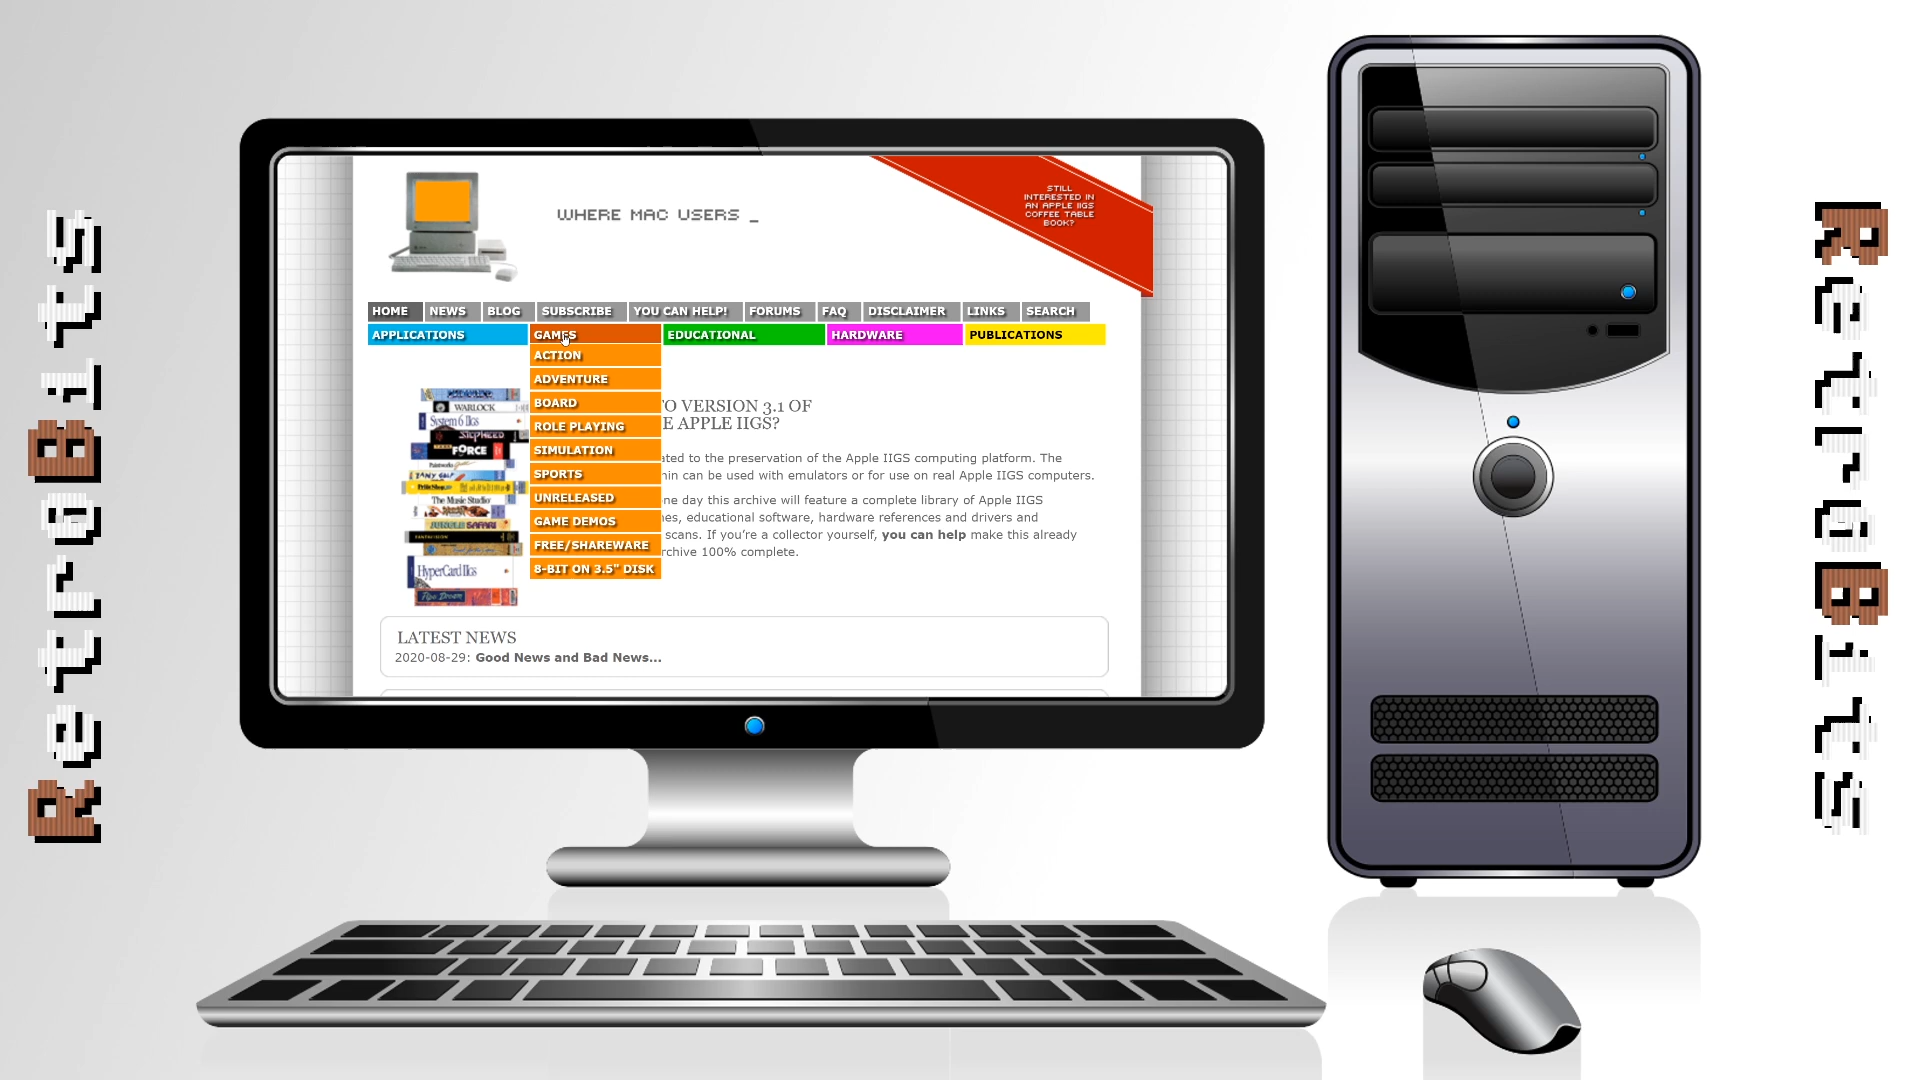 RetroBits
WHERE MAC USERS _
STILL
INTERESTED IN
AN APPLE IIGS
COFFEE TABLE
BOOK?
HOME NEWS BLOG SUBSCRIBE YOU CAN HELP! FORUMS FAQ DISCLAIMER LINKS SEARCH
APPLICATIONS GAMES EDUCATIONAL HARDWARE PUBLICATIONS
ACTION
ADVENTURE
BOARD
ROLE PLAYING
SIMULATION
SPORTS
UNRELEASED
GAME DEMOS
FREE/SHAREWARE
8-BIT ON 3.5" DISK
WARLOCK
System 6 IIGS
FORCE
The Music Studio
JUNGLE SAFARI
HyperCard IIGS
Pipe Dream
TO VERSION 3.1 OF
E APPLE IIGS?
ated to the preservation of the Apple IIGS computing platform. The
hin can be used with emulators or for use on real Apple IIGS computers.
ne day this archive will feature a complete library of Apple IIGS
es, educational software, hardware references and drivers and
scans. If you’re a collector yourself, you can help make this already
rchive 100% complete.
LATEST NEWS
2020-08-29: Good News and Bad News...
RetroBits